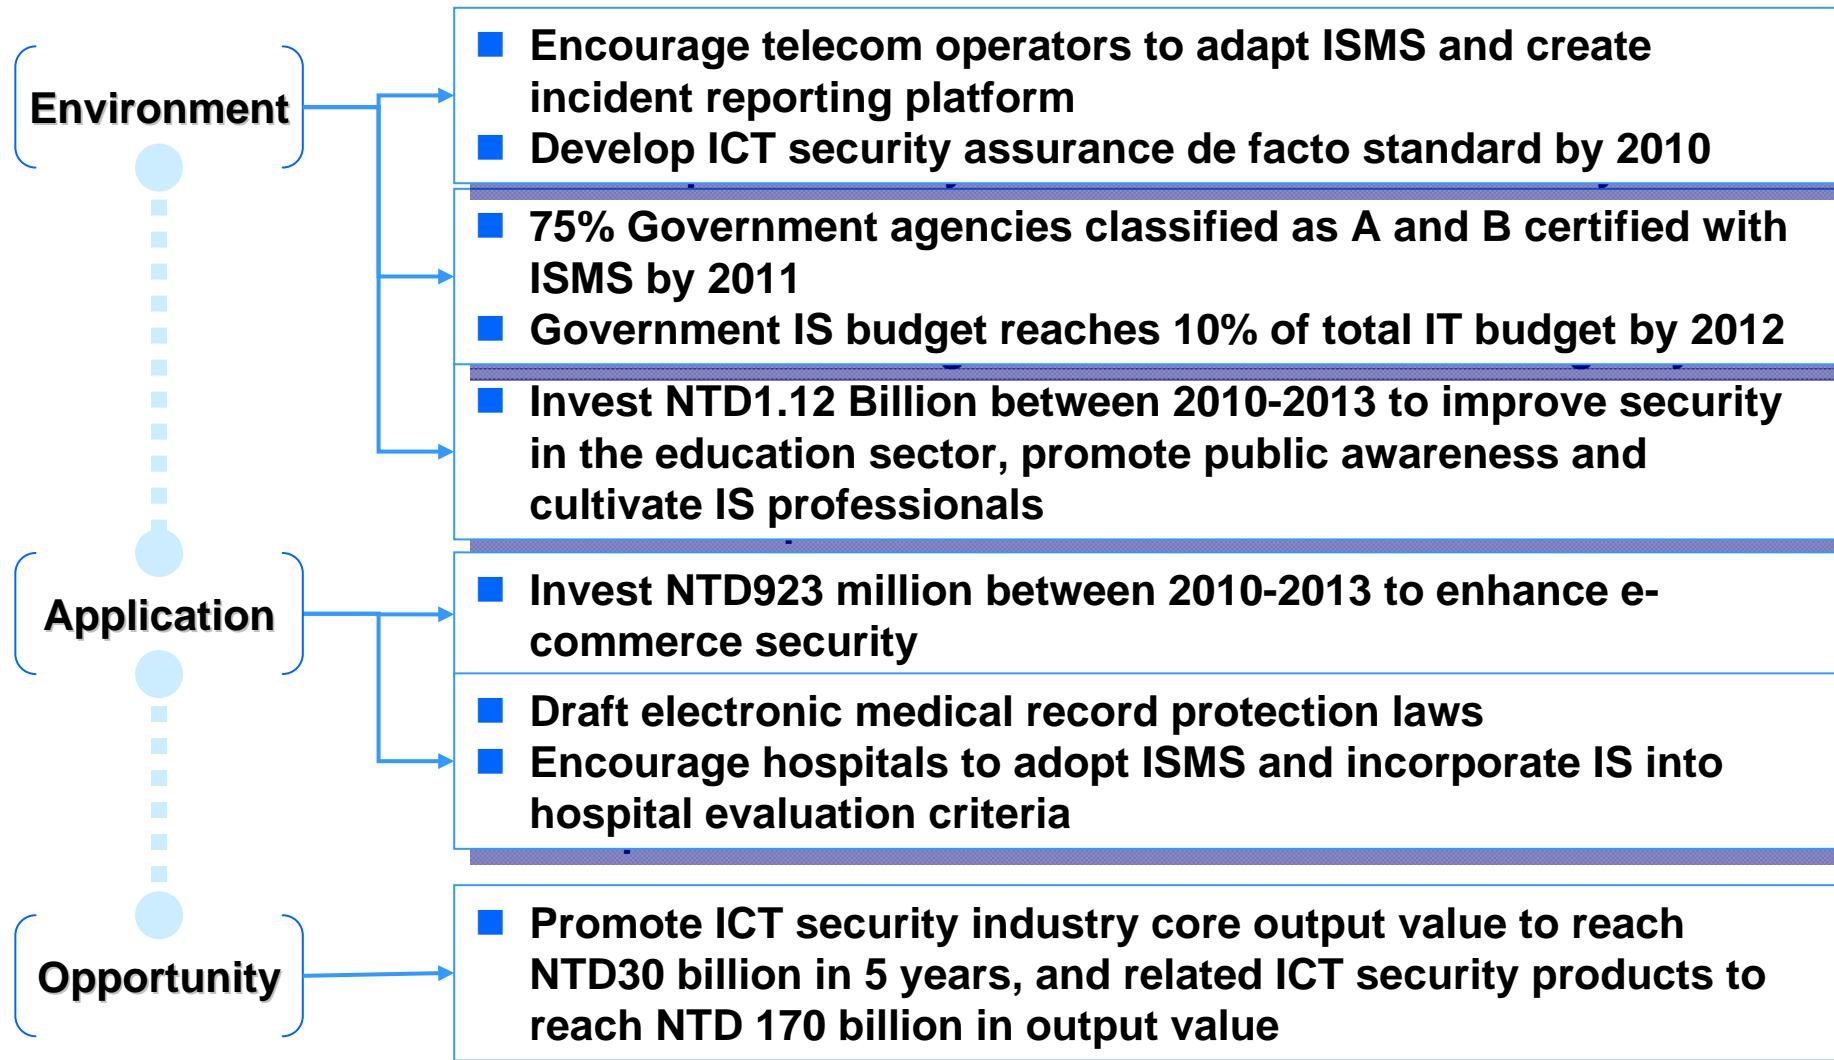 Environment
■ Encourage telecom operators to adapt ISMS and create
incident reporting platform
■ Develop ICT security assurance de facto standard by 2010
■ 75% Government agencies classified as A and B certified with
ISMS by 2011
■ Government IS budget reaches 10% of total IT budget by 2012
■ Invest NTD1.12 Billion between 2010-2013 to improve security
in the education sector, promote public awareness and
cultivate IS professionals
Application
■ Invest NTD923 million between 2010-2013 to enhance e-
commerce security
■ Draft electronic medical record protection laws
■ Encourage hospitals to adopt ISMS and incorporate IS into
hospital evaluation criteria
Opportunity
■ Promote ICT security industry core output value to reach
NTD30 billion in 5 years, and related ICT security products to
reach NTD 170 billion in output value